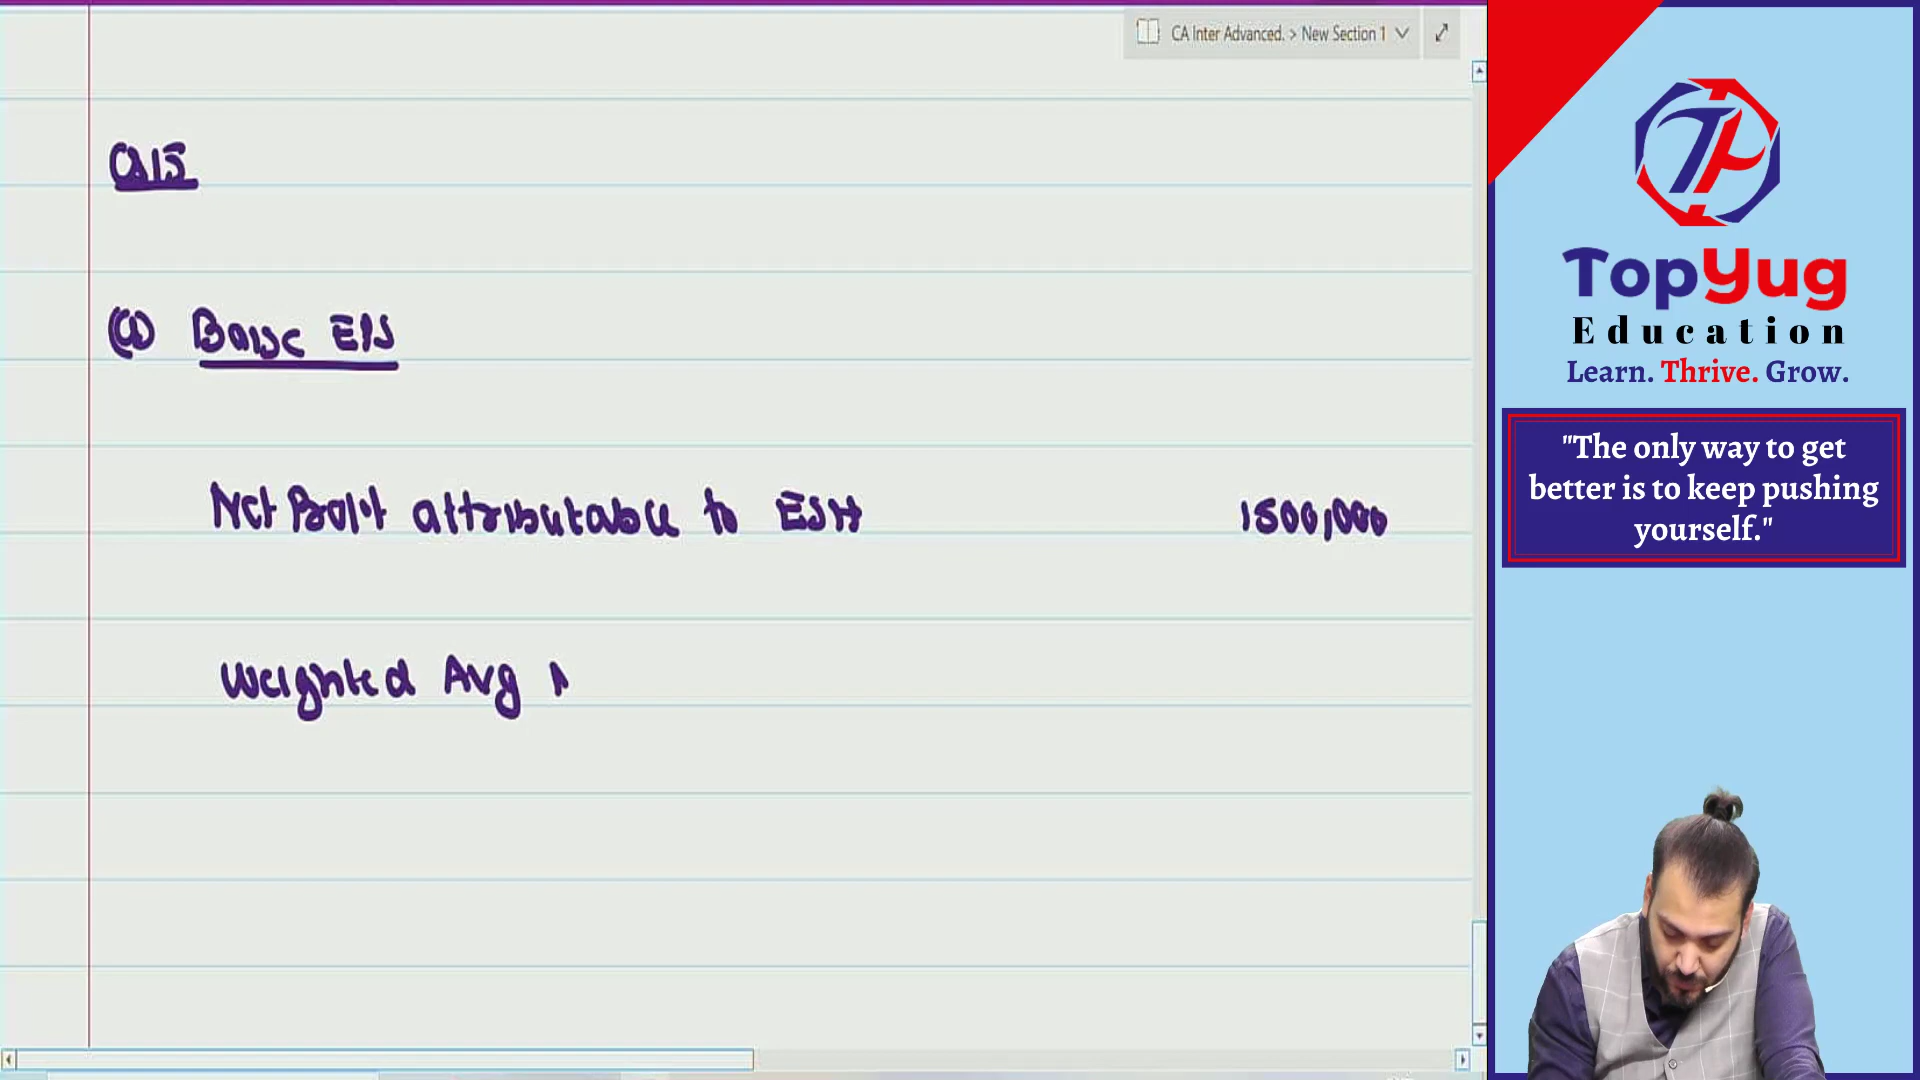 CA Inter Advanced. > New Section 1
Q15
(1) Basic EPS
Net Profit attributable to ESH 1500,000
Weighted Avg
TopYug
Education
Learn. Thrive. Grow.
"The only way to get
better is to keep pushing
yourself."